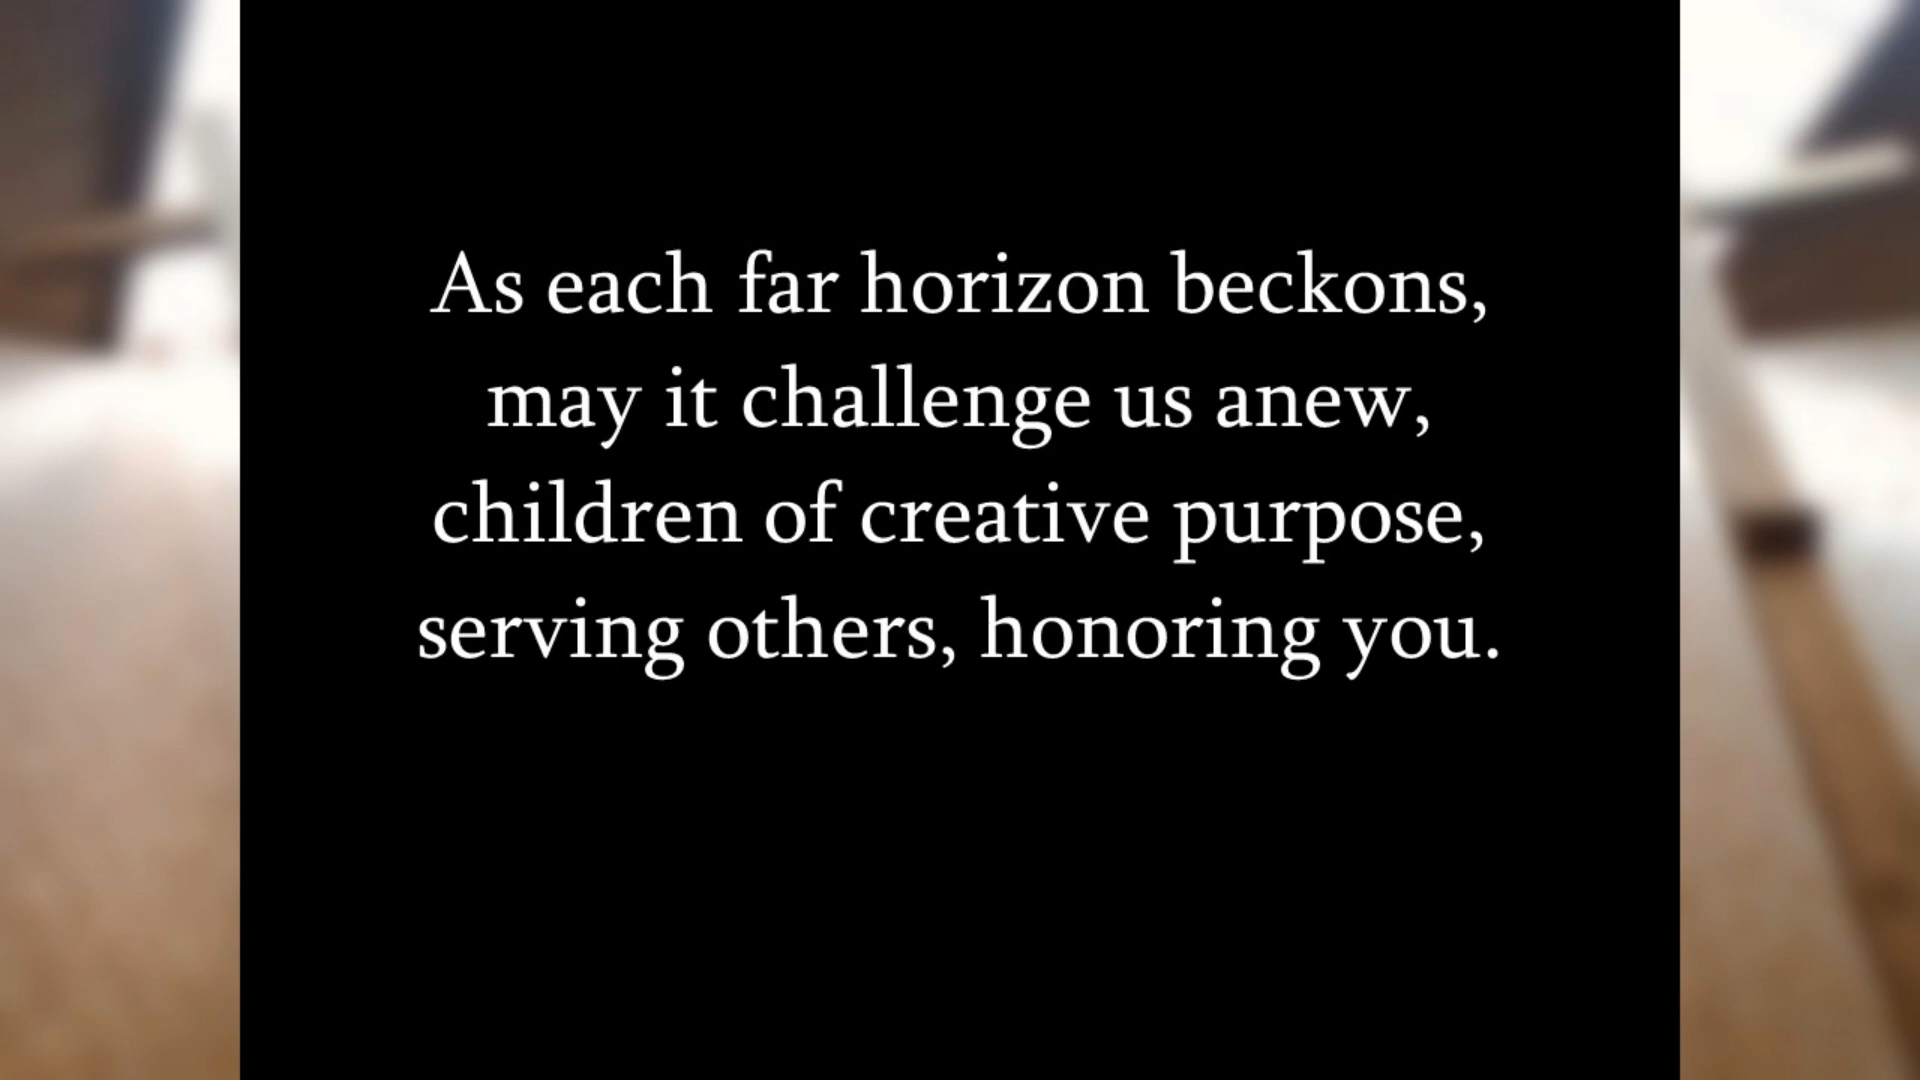 As each far horizon beckons,
may it challenge us anew,
children of creative purpose,
serving others, honoring you.